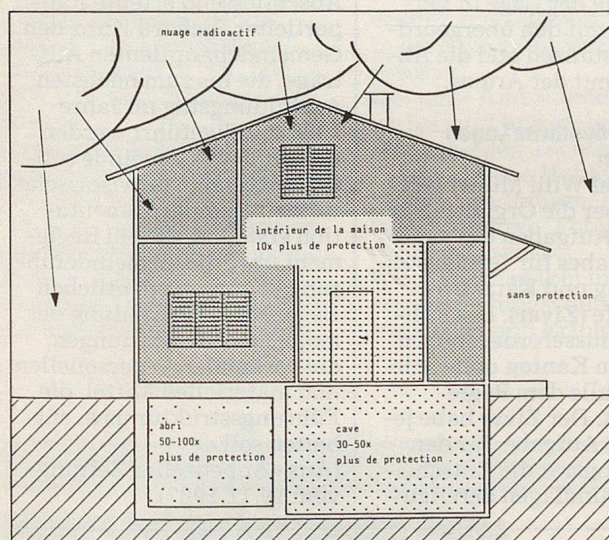 nuage radioactif
intérieur de la maison
10x plus de protection
sans protection
abri
50-100x
plus de protection
cave
30-50x
plus de protection